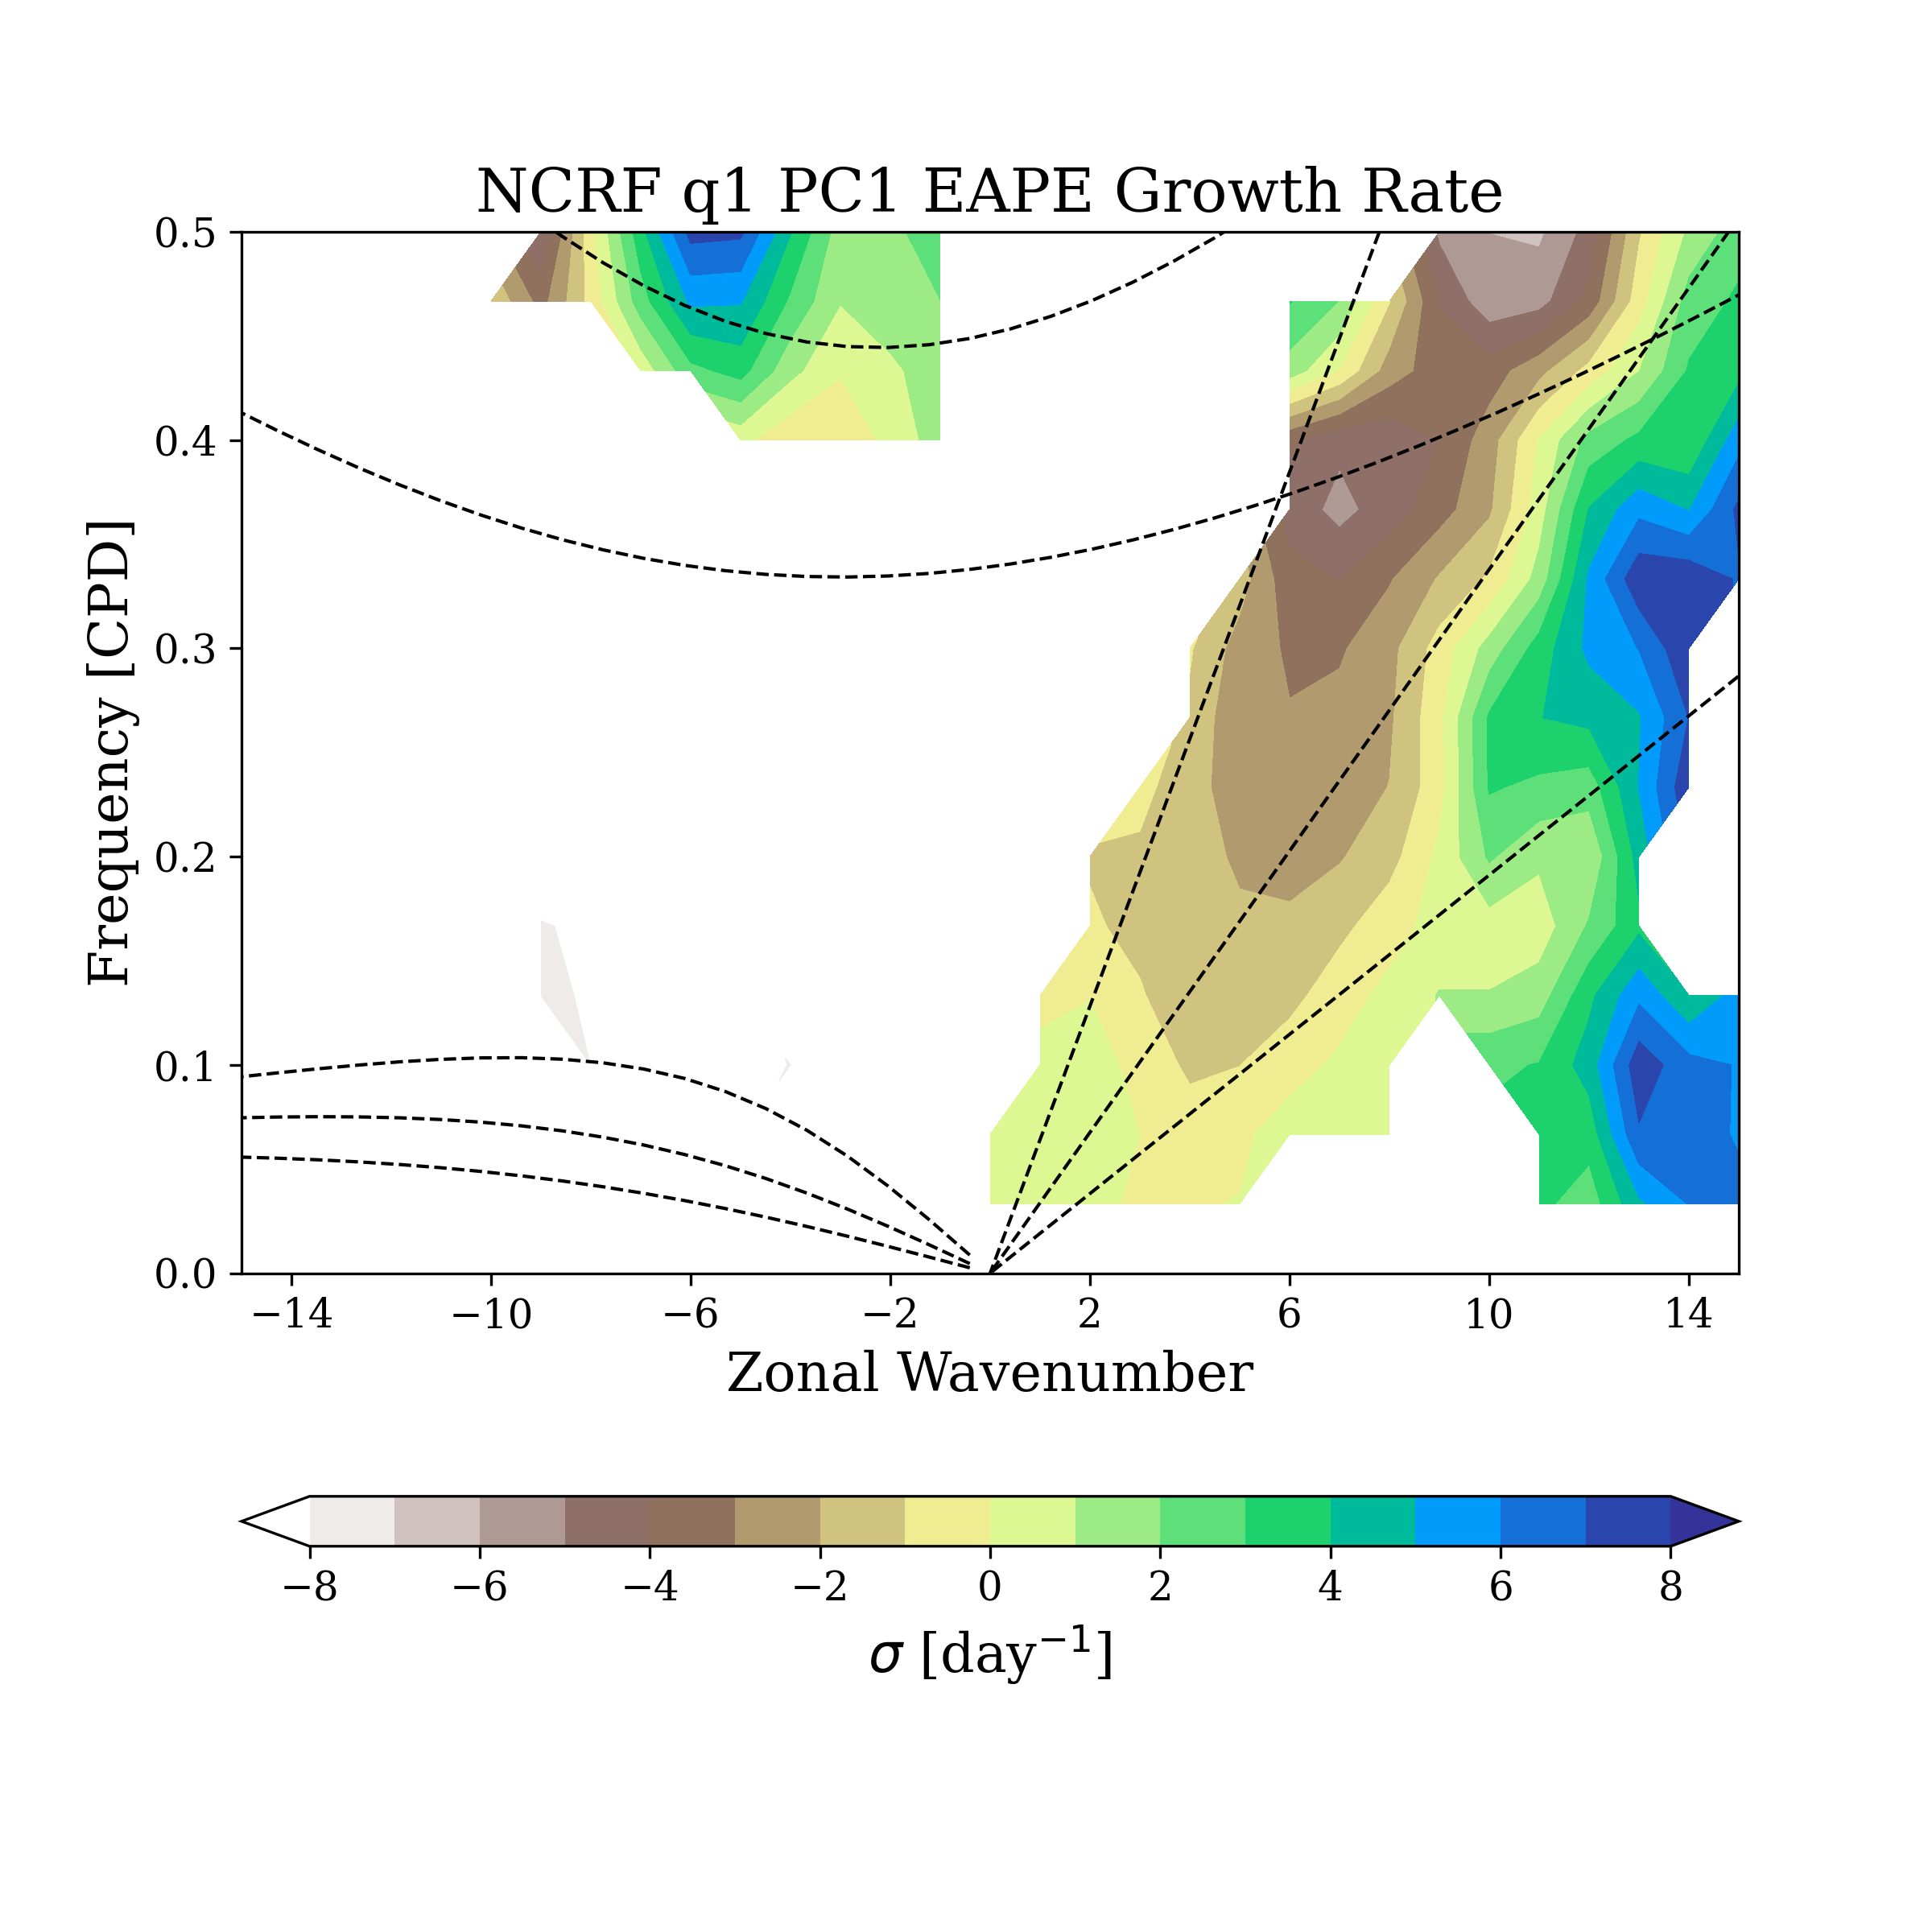 NCRF q1 PC1 EAPE Growth Rate
0.5
0.4
0.3
0.2
0.1
0.0
Frequency [CPD]
−14 −10 −6 −2 2 6 10 14
Zonal Wavenumber
−8 −6 −4 −2 0 2 4 6 8
σ [day⁻¹]